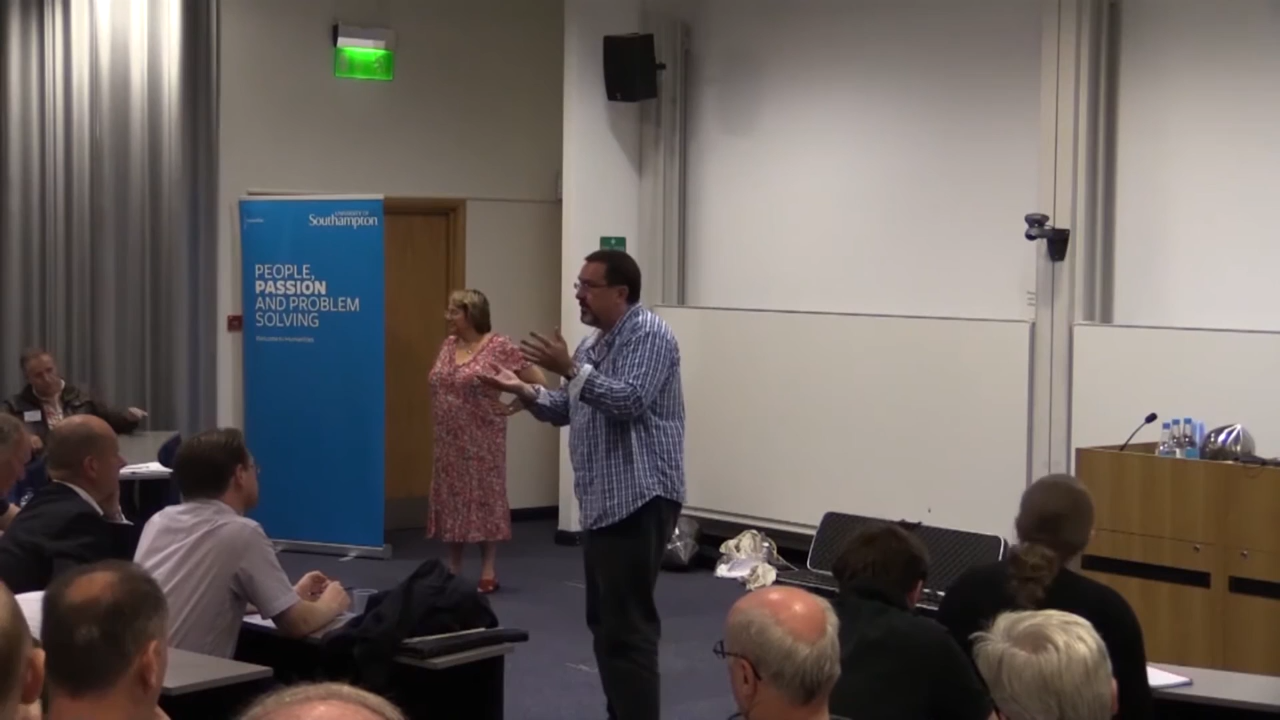 UNIVERSITY OF
Southampton
PEOPLE,
PASSION
AND PROBLEM
SOLVING